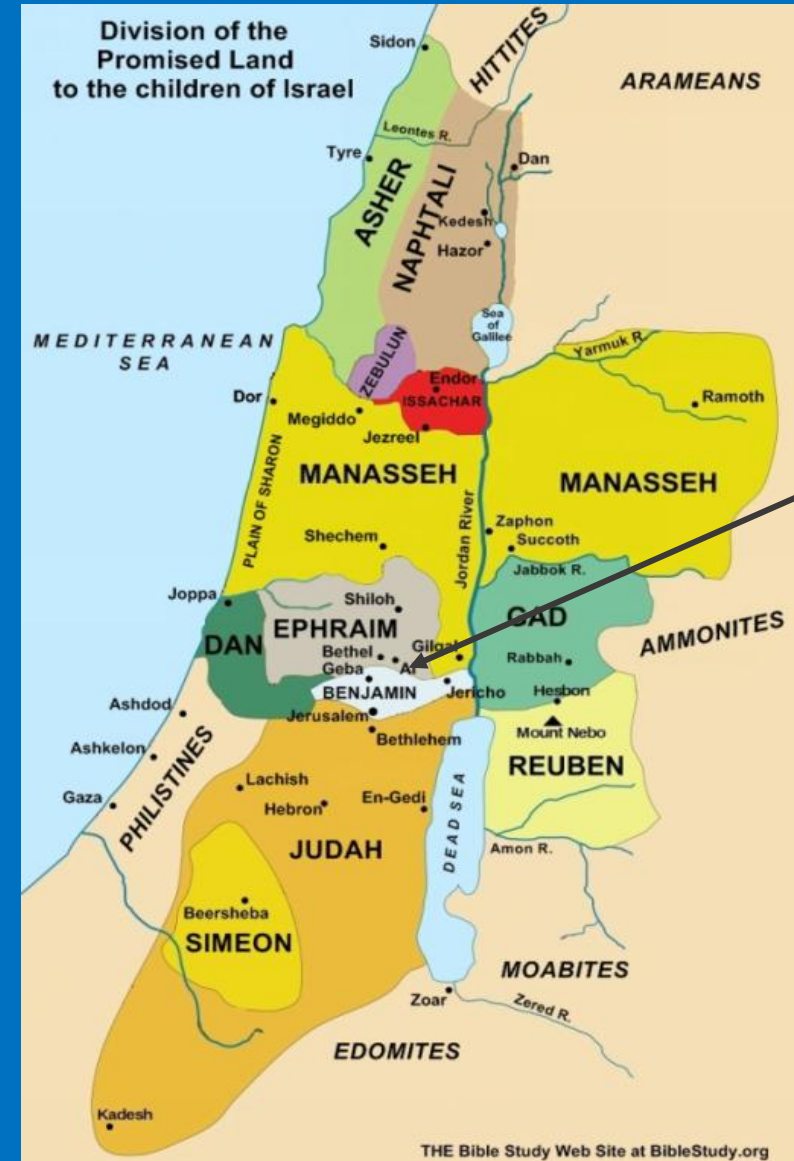 Division of the
Promised Land
to the children of Israel
Sidon
HITTITES
ARAMEANS
Leontes R.
Tyre
Dan
ASHER
NAPHTALI
Kedesh
Hazor
Sea
of
Galilee
MEDITERRANEAN
SEA
ZEBULUN
Yarmuk R.
Endor
ISSACHAR
Dor
Ramoth
Megiddo
Jezreel
PLAIN OF SHARON
MANASSEH
MANASSEH
Jordan River
Zaphon
Succoth
Shechem
Jabbok R.
Joppa
Shiloh
GAD
DAN
EPHRAIM
AMMONITES
Gilgal
Bethel
Ai
Rabbah
Geba
BENJAMIN
Jericho
Hesbon
Ashdod
Jerusalem
Mount Nebo
Bethlehem
Ashkelon
PHILISTINES
REUBEN
Lachish
Gaza
Hebron
En-Gedi
DEAD SEA
JUDAH
Arnon R.
Beersheba
SIMEON
MOABITES
Zoar
Zered R.
EDOMITES
Kadesh
THE Bible Study Web Site at BibleStudy.org